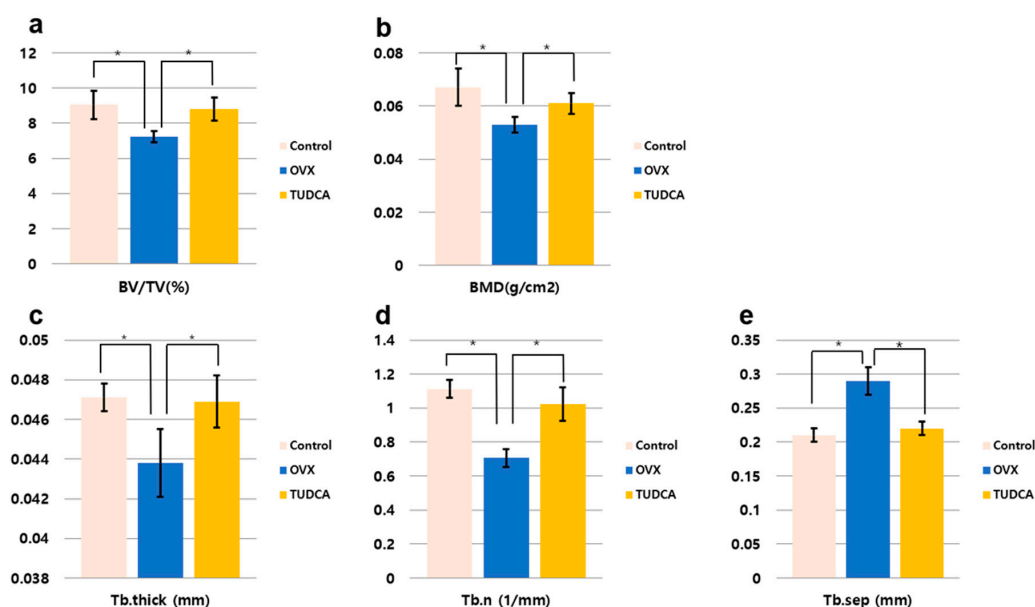 a
12
10
8
6
4
2
0
*
*
BV/TV(%)
Control
OVX
TUDCA
b
0.08
0.06
0.04
0.02
0
*
*
BMD(g/cm2)
Control
OVX
TUDCA
c
0.05
0.048
0.046
0.044
0.042
0.04
0.038
*
*
Tb.thick (mm)
Control
OVX
TUDCA
d
1.4
1.2
1
0.8
0.6
0.4
0.2
0
*
*
Tb.n (1/mm)
Control
OVX
TUDCA
e
0.35
0.3
0.25
0.2
0.15
0.1
0.05
0
*
*
Tb.sep (mm)
Control
OVX
TUDCA